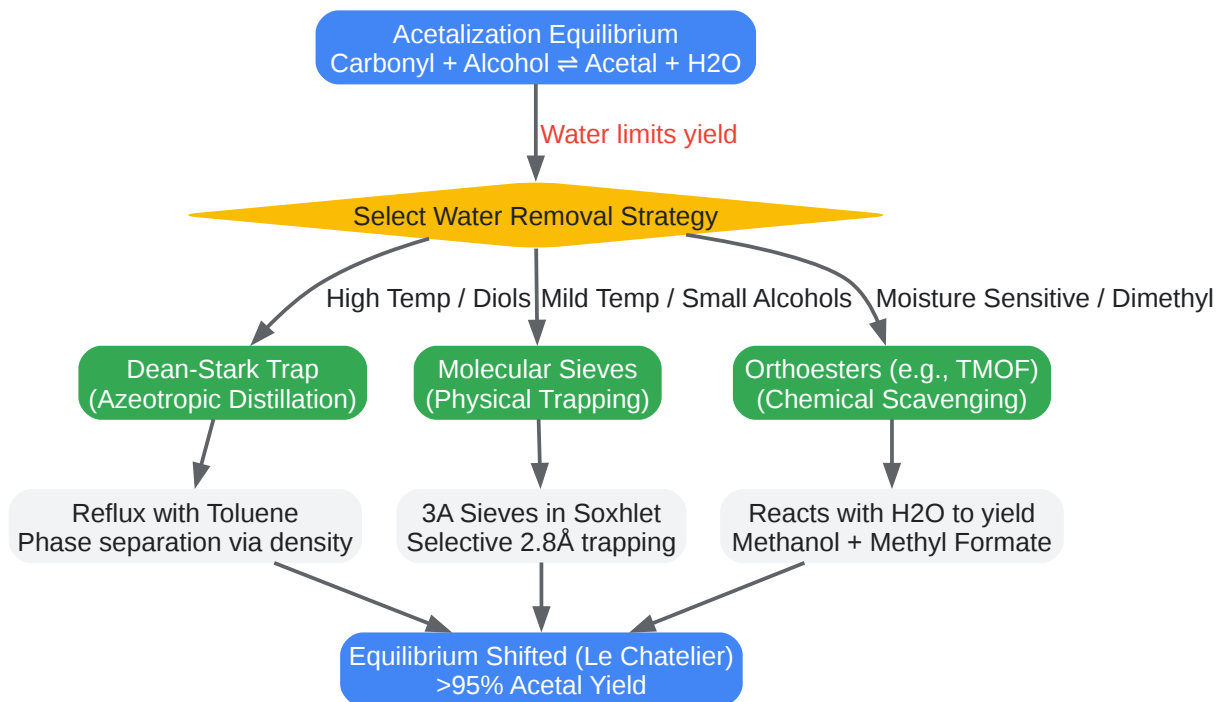 Acetalization Equilibrium
Carbonyl + Alcohol ⇌ Acetal + H2O
Water limits yield
Select Water Removal Strategy
High Temp / Diols
Mild Temp / Small Alcohols
Moisture Sensitive / Dimethyl
Dean-Stark Trap
(Azeotropic Distillation)
Molecular Sieves
(Physical Trapping)
Orthoesters (e.g., TMOF)
(Chemical Scavenging)
Reflux with Toluene
Phase separation via density
3A Sieves in Soxhlet
Selective 2.8Å trapping
Reacts with H2O to yield
Methanol + Methyl Formate
Equilibrium Shifted (Le Chatelier)
>95% Acetal Yield